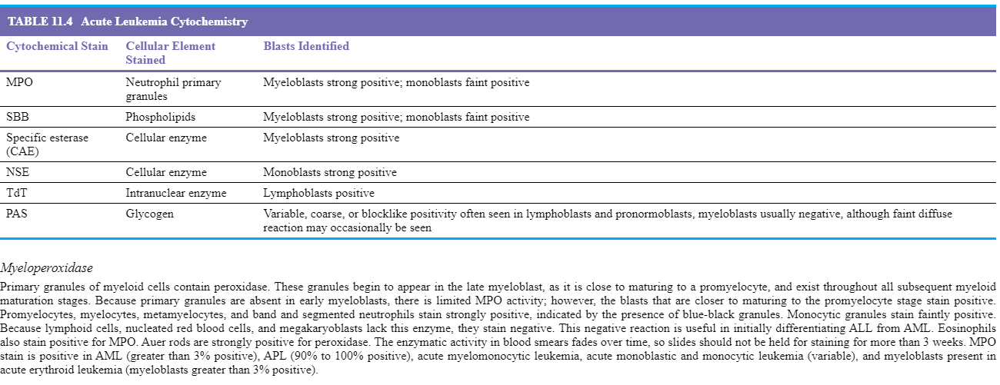 TABLE 11.4 Acute Leukemia Cytochemistry
Cytochemical Stain Cellular Element Stained Blasts Identified
MPO Neutrophil primary granules Myeloblasts strong positive; monoblasts faint positive
SBB Phospholipids Myeloblasts strong positive; monoblasts faint positive
Specific esterase (CAE) Cellular enzyme Myeloblasts strong positive
NSE Cellular enzyme Monoblasts strong positive
TdT Intranuclear enzyme Lymphoblasts positive
PAS Glycogen Variable, coarse, or blocklike positivity often seen in lymphoblasts and pronormoblasts, myeloblasts usually negative, although faint diffuse
reaction may occasionally be seen
Myeloperoxidase
Primary granules of myeloid cells contain peroxidase. These granules begin to appear in the late myeloblast, as it is close to maturing to a promyelocyte, and exist throughout all subsequent myeloid
maturation stages. Because primary granules are absent in early myeloblasts, there is limited MPO activity; however, the blasts that are closer to maturing to the promyelocyte stage stain positive.
Promyelocytes, myelocytes, metamyelocytes, and band and segmented neutrophils stain strongly positive, indicated by the presence of blue-black granules. Monocytic granules stain faintly positive.
Because lymphoid cells, nucleated red blood cells, and megakaryoblasts lack this enzyme, they stain negative. This negative reaction is useful in initially differentiating ALL from AML. Eosinophils
also stain positive for MPO. Auer rods are strongly positive for peroxidase. The enzymatic activity in blood smears fades over time, so slides should not be held for staining for more than 3 weeks. MPO
stain is positive in AML (greater than 3% positive), APL (90% to 100% positive), acute myelomonocytic leukemia, acute monoblastic and monocytic leukemia (variable), and myeloblasts present in
acute erythroid leukemia (myeloblasts greater than 3% positive).